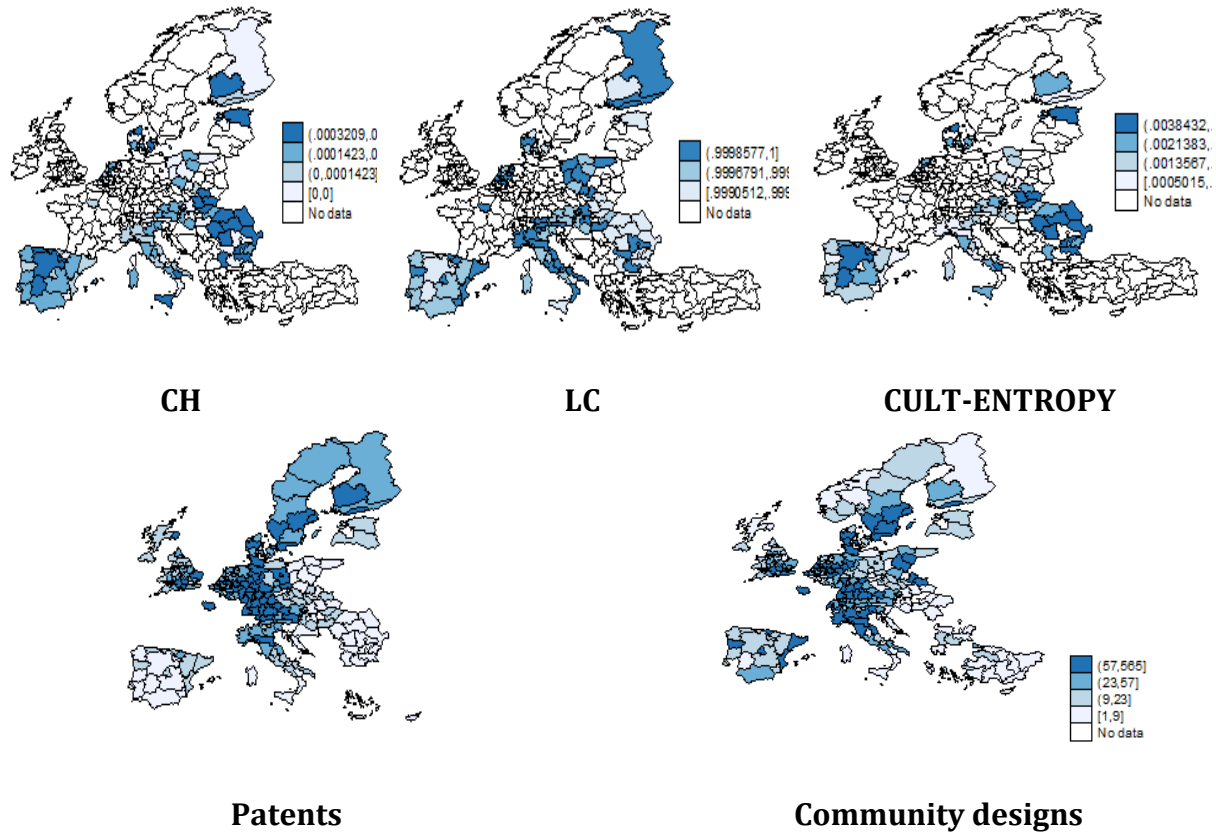 (.0003209,.0
(.0001423,.0
(0,.0001423]
[0,0]
No data
(.9998577,1]
(.9996791,.999
[.9990512,.999
No data
(.0038432,.
(.0021383,.
(.0013567,.
[.0005015,.
No data
CH
LC
CULT-ENTROPY
(57,565]
(23,57]
(9,23]
[1,9]
No data
Patents
Community designs